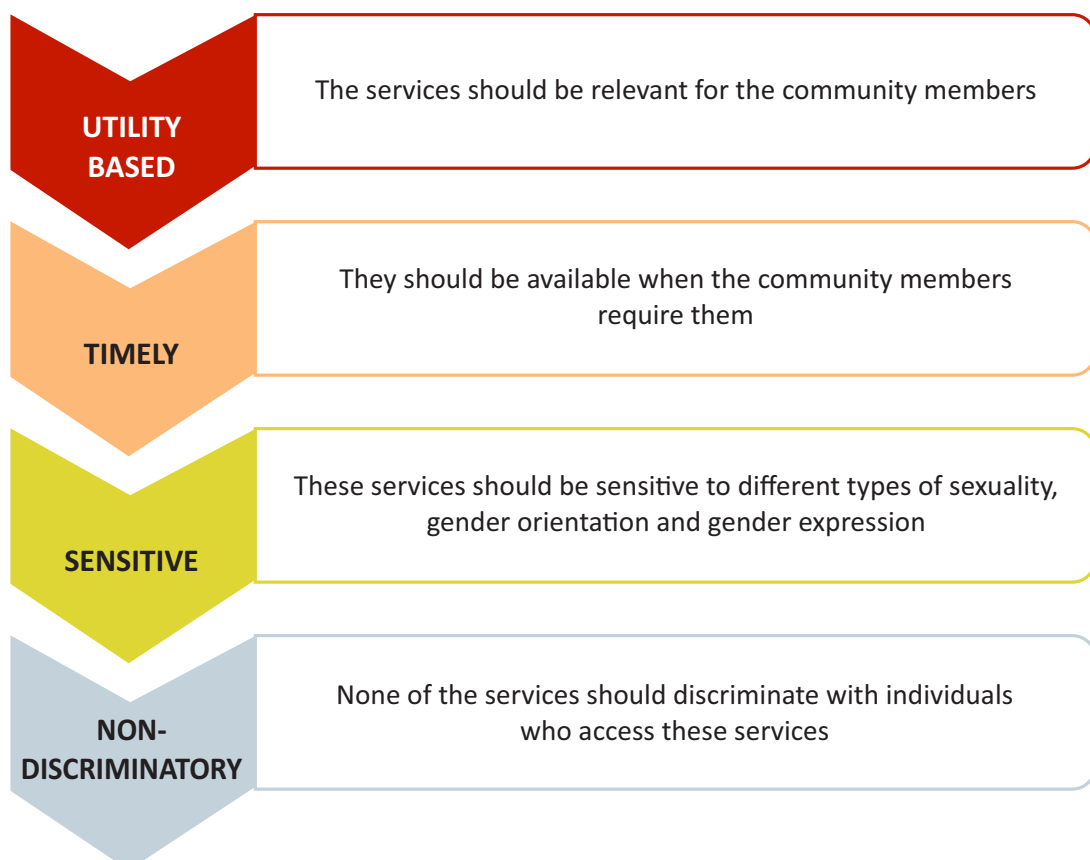 UTILITY
BASED
The services should be relevant for the community members
TIMELY
They should be available when the community members
require them
SENSITIVE
These services should be sensitive to different types of sexuality,
gender orientation and gender expression
NON-
DISCRIMINATORY
None of the services should discriminate with individuals
who access these services